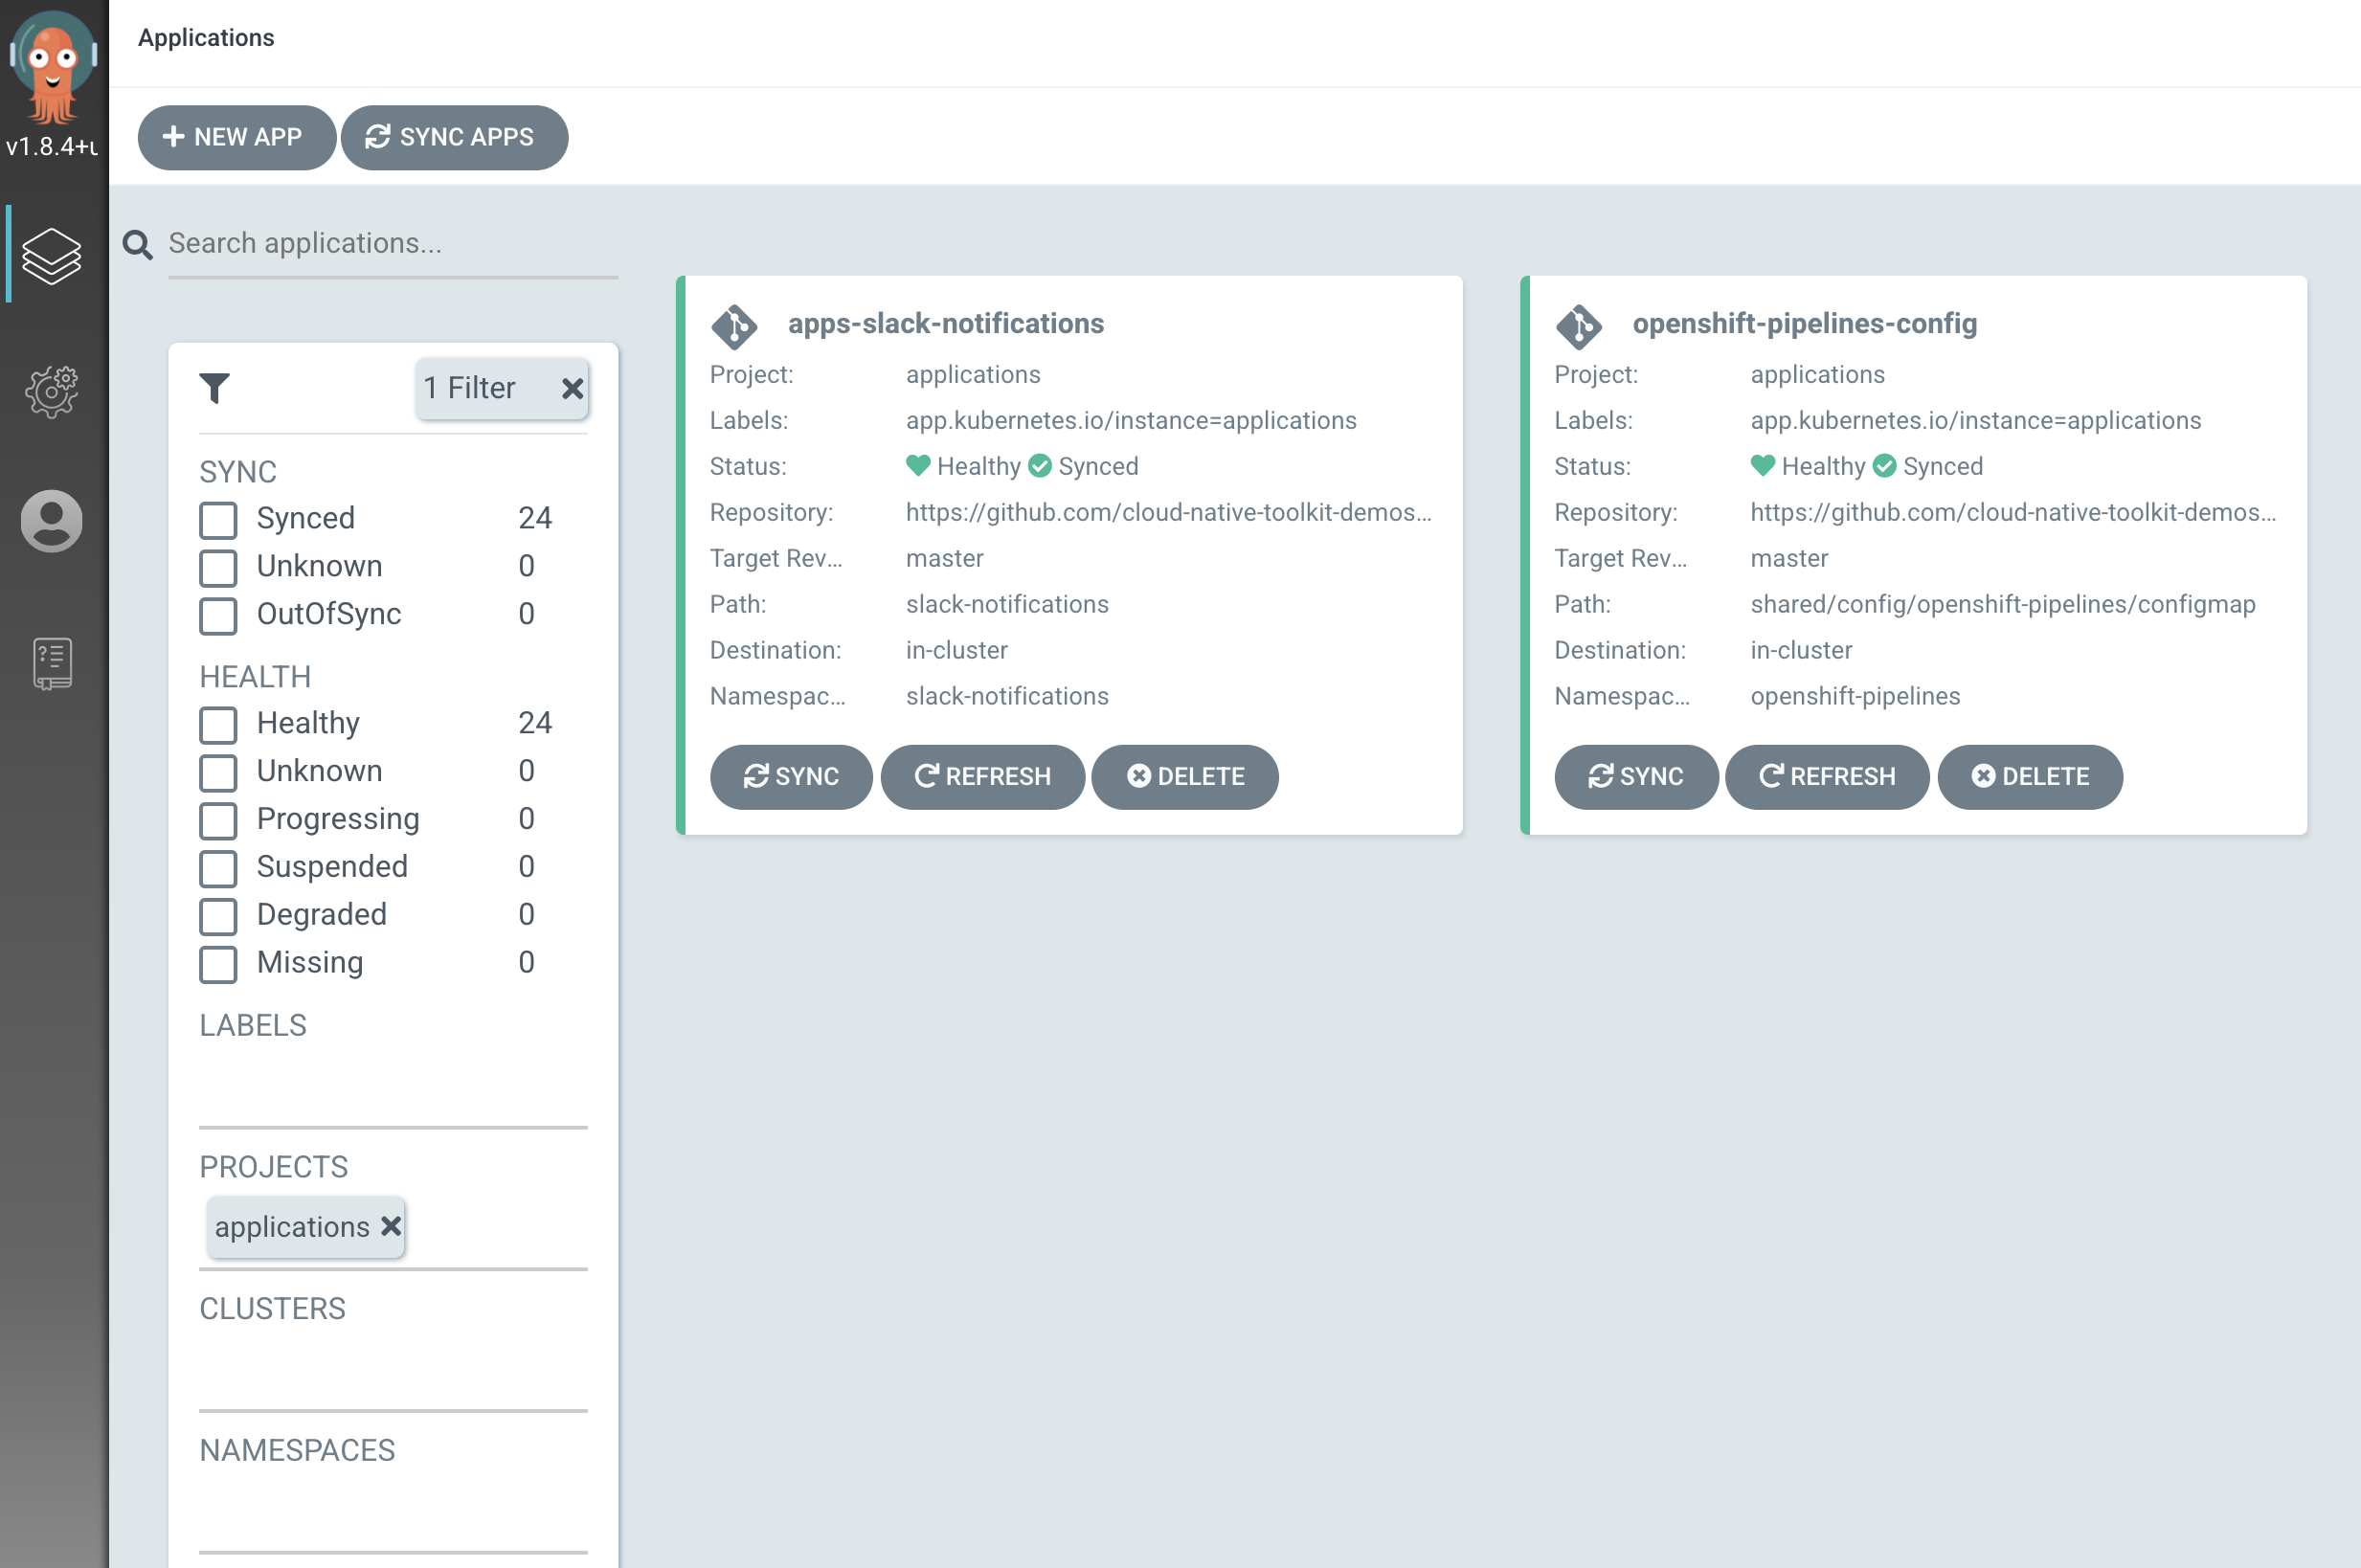 v1.8.4+u
Applications
NEW APP SYNC APPS
Search applications...
1 Filter
SYNC
Synced 24
Unknown 0
OutOfSync 0
HEALTH
Healthy 24
Unknown 0
Progressing 0
Suspended 0
Degraded 0
Missing 0
LABELS
PROJECTS
applications
CLUSTERS
NAMESPACES
apps-slack-notifications
Project: applications
Labels: app.kubernetes.io/instance=applications
Status: Healthy Synced
Repository: https://github.com/cloud-native-toolkit-demos...
Target Rev... master
Path: slack-notifications
Destination: in-cluster
Namespac... slack-notifications
SYNC REFRESH DELETE
openshift-pipelines-config
Project: applications
Labels: app.kubernetes.io/instance=applications
Status: Healthy Synced
Repository: https://github.com/cloud-native-toolkit-demos...
Target Rev... master
Path: shared/config/openshift-pipelines/configmap
Destination: in-cluster
Namespac... openshift-pipelines
SYNC REFRESH DELETE